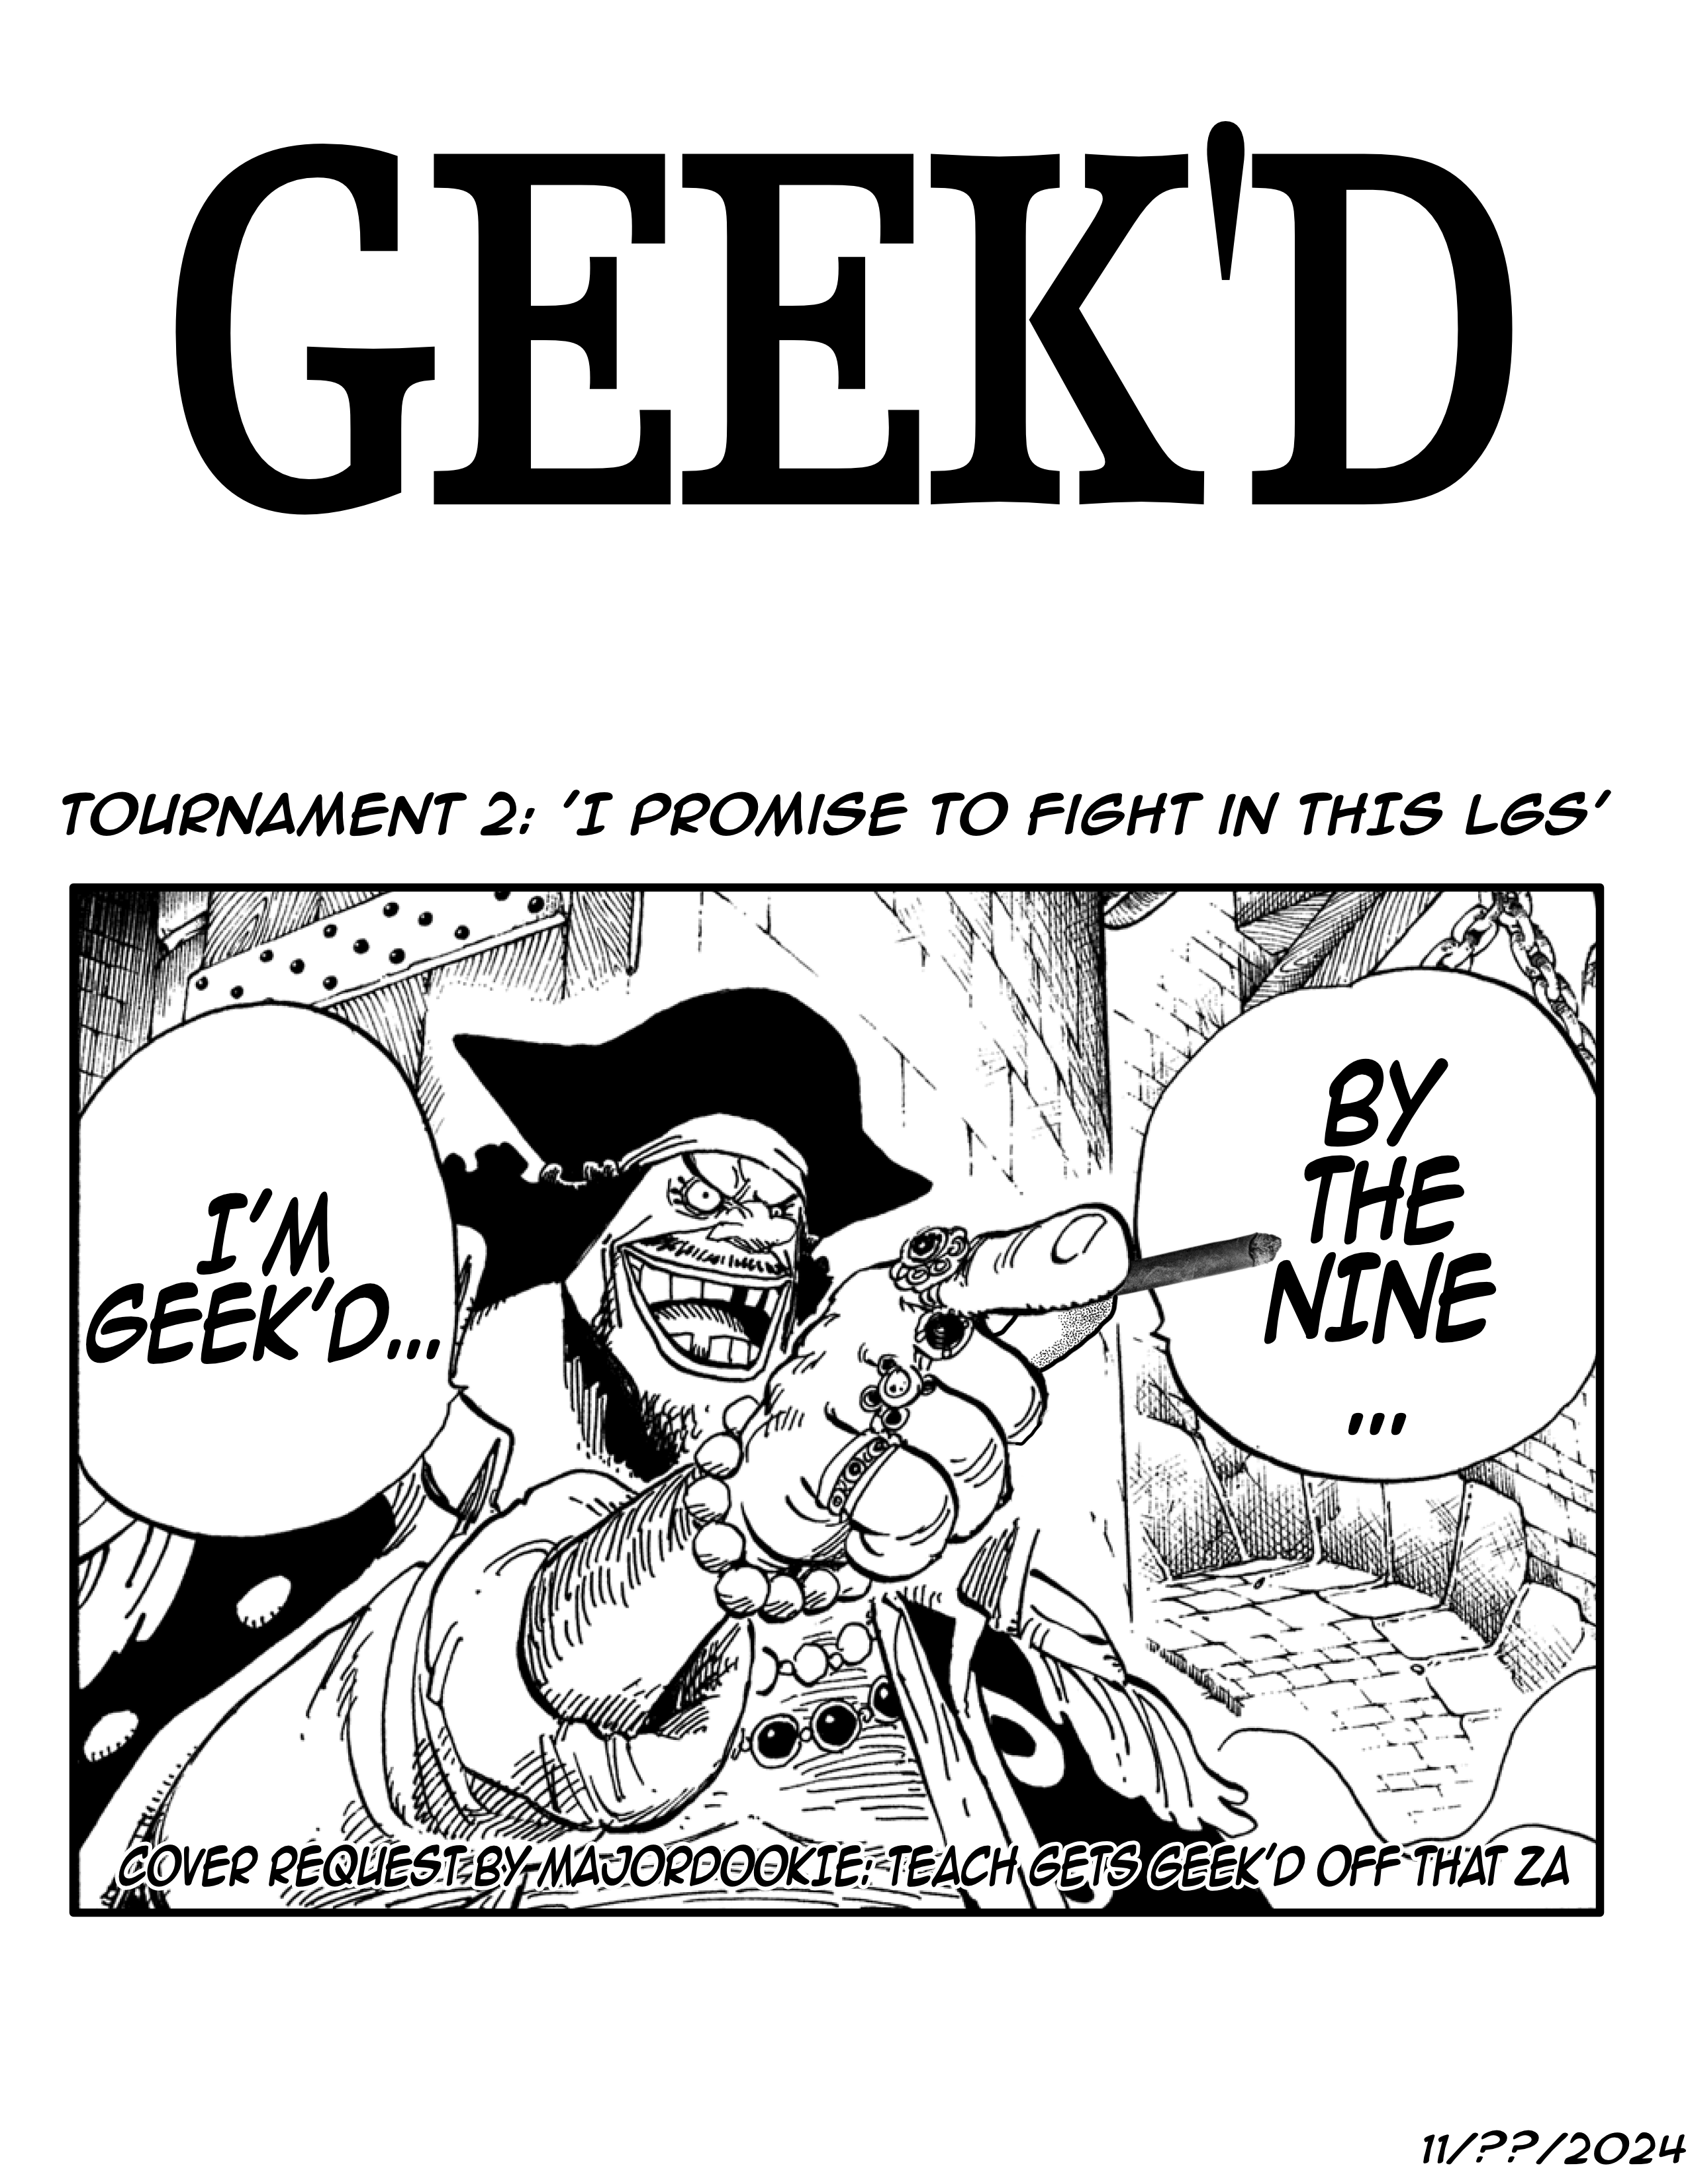 GEEK'D
TOURNAMENT 2: 'I PROMISE TO FIGHT IN THIS LGS'
BY
THE
NINE
...
I'M
GEEK'D...
COVER REQUEST BY MAJORDOOKIE: TEACH GETS GEEK'D OFF THAT ZA
11/??/2024